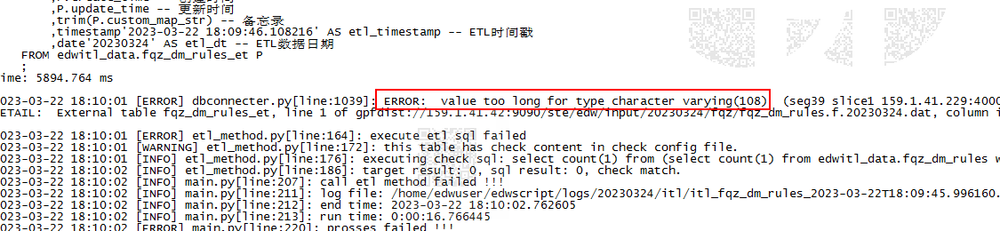 ,P.update_time -- 更新时间
,trim(P.custom_map_str) -- 备忘录
,timestamp'2023-03-22 18:09:46.108216' AS etl_timestamp -- ETL时间戳
,date'20230324' AS etl_dt -- ETL数据日期
FROM edwitl_data.fqz_dm_rules_et P
;
ime: 5894.764 ms
023-03-22 18:10:01 [ERROR] dbconnecter.py[line:1039]: ERROR:  value too long for type character varying(108)  (seg39 slice1 159.1.41.229:4000
ETAIL:  External table fqz_dm_rules_et, line 1 of gpfdist://159.1.41.42:9090/ste/edw/input/20230324/fqz/fqz_dm_rules.f.20230324.dat, column i
023-03-22 18:10:01 [ERROR] etl_method.py[line:164]: execute etl sql failed
023-03-22 18:10:01 [WARNING] etl_method.py[line:172]: this table has check content in check config file.
023-03-22 18:10:01 [INFO] etl_method.py[line:176]: executing check sql: select count(1) from (select count(1) from edwitl_data.fqz_dm_rules w
023-03-22 18:10:02 [INFO] etl_method.py[line:186]: target result: 0, sql result: 0, check match.
023-03-22 18:10:02 [INFO] main.py[line:207]: call etl method failed !!!
023-03-22 18:10:02 [INFO] main.py[line:211]: log file: /home/edwuser/edwscript/logs/20230324/itl/itl_fqz_dm_rules_2023-03-22T18:09:45.996160.
023-03-22 18:10:02 [INFO] main.py[line:212]: end time: 2023-03-22 18:10:02.762605
023-03-22 18:10:02 [INFO] main.py[line:213]: run time: 0:00:16.766445
023-03-22 18:10:02 [ERROR] main.py[line:220]: prosses failed !!!